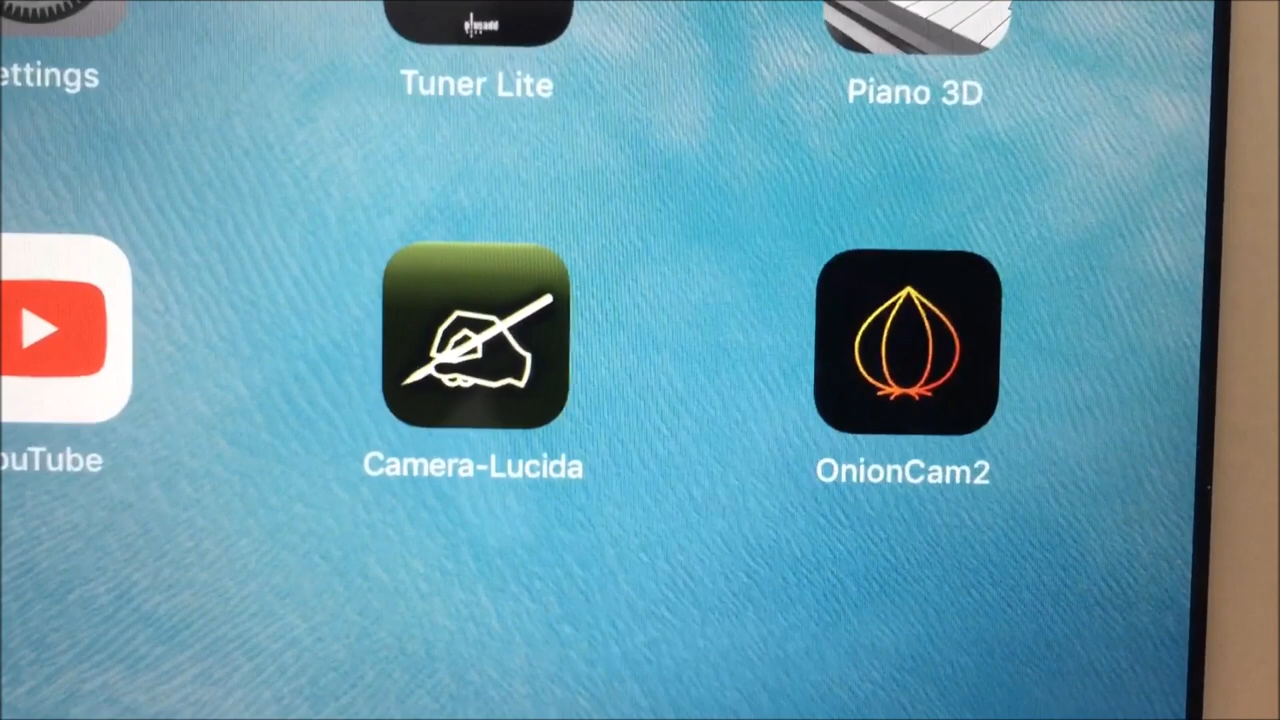 ettings
Tuner Lite
Piano 3D
ouTube
Camera-Lucida
OnionCam2